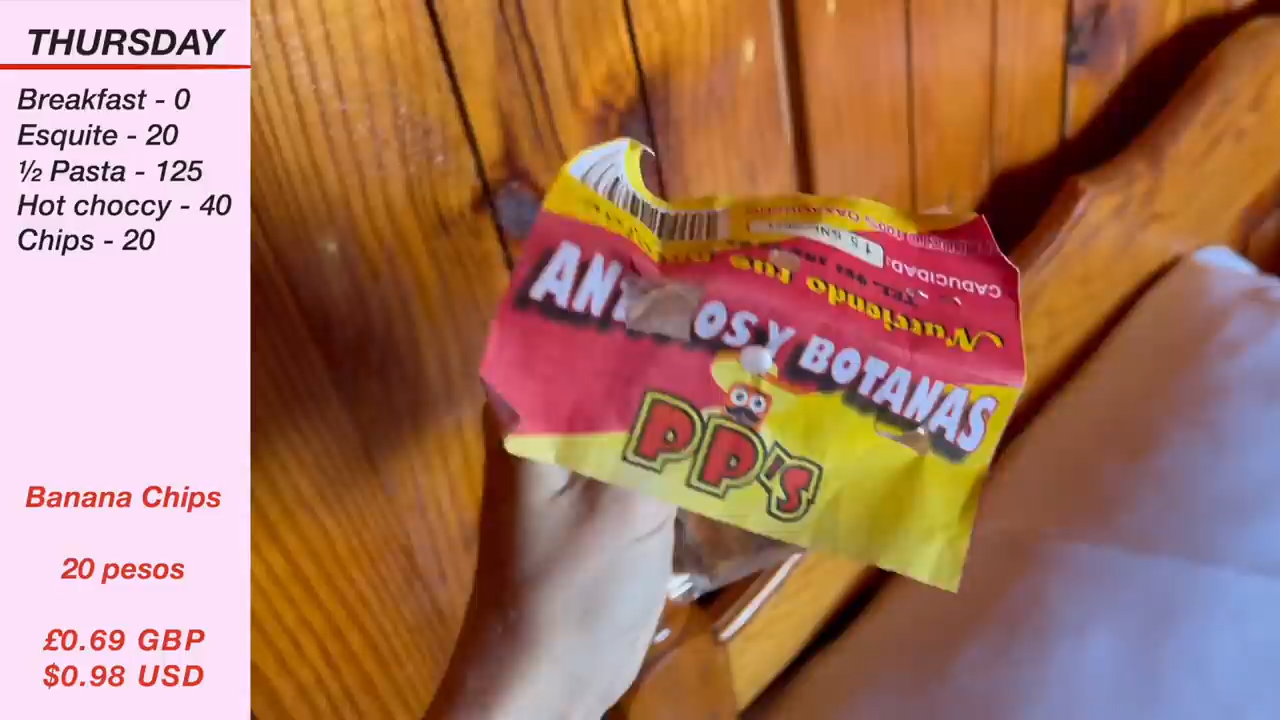 THURSDAY
Breakfast - 0
Esquite - 20
½ Pasta - 125
Hot choccy - 40
Chips - 20
Banana Chips
20 pesos
£0.69 GBP
$0.98 USD
CADUCIDAD:
Nutriendo tus
OS Y BOTANAS
PP'S